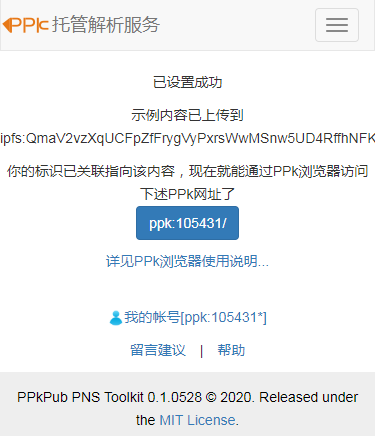 PPk 托管解析服务
已设置成功
示例内容已上传到
ipfs:QmaV2vzXqUCFpZfFrygVyPxrsWwMSnw5UD4RffhNFK
你的标识已关联指向该内容，现在就能通过PPk浏览器访问
下述PPk网址了
ppk:105431/
详见PPk浏览器使用说明...
我的帐号[ppk:105431*]
留言建议 | 帮助
PPkPub PNS Toolkit 0.1.0528 © 2020. Released under
the MIT License.